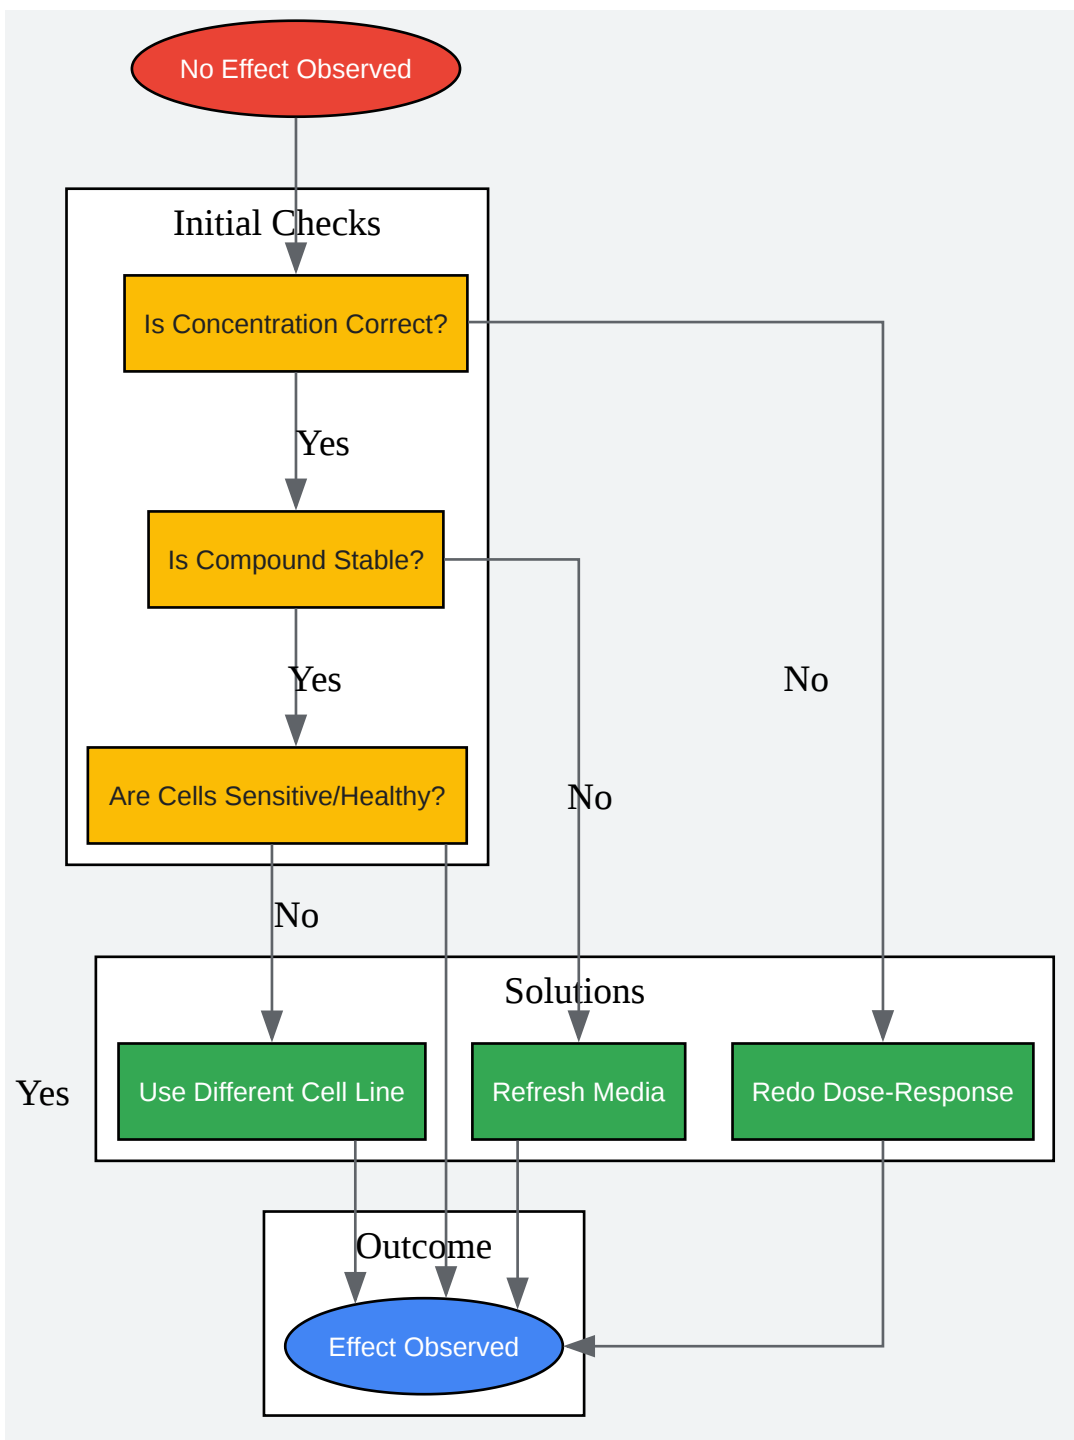 No Effect Observed
Initial Checks
Is Concentration Correct?
Yes
Is Compound Stable?
Yes
No
Are Cells Sensitive/Healthy?
No
No
Solutions
Use Different Cell Line
Refresh Media
Redo Dose-Response
Yes
Outcome
Effect Observed